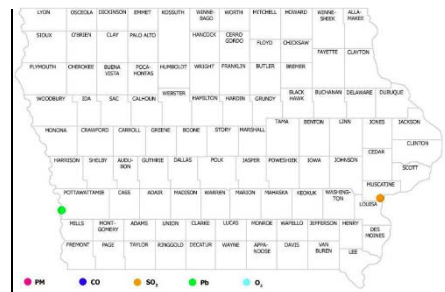 LYON OSCEOLA DICKINSON EMMET KOSSUTH WINNE- BAGO WORTH MITCHELL HOWARD WINNE- SHIEK ALLA- MAKEE
SIOUX O'BRIEN CLAY PALO ALTO HANCOCK CERRO GORDO FLOYD CHICKSAW FAYETTE CLAYTON
PLYMOUTH CHEROKEE BUENA VISTA POCA- HONTAS HUMBOLDT WRIGHT FRANKLIN BUTLER BREMER
WOODBURY IDA SAC CALHOUN WEBSTER HAMILTON HARDIN GRUNDY BLACK HAWK BUCHANAN DELAWARE DUBUQUE
MONONA CRAWFORD CARROLL GREENE BOONE STORY MARSHALL TAMA BENTON LINN JONES JACKSON
CLINTON
CEDAR
SCOTT
HARRISON SHELBY AUDU- BON GUTHRIE DALLAS POLK JASPER POWESHIEK IOWA JOHNSON
MUSCATINE
POTTAWATTAMIE CASS ADAIR MADISON WARREN MARION MAHASKA KEOKUK WASHING- TON LOUISA
MILLS MONT- GOMERY ADAMS UNION CLARKE LUCAS MONROE WAPELLO JEFFERSON HENRY DES MOINES
FREMONT PAGE TAYLOR RINGGOLD DECATUR WAYNE APPA- NOOSE DAVIS VAN BUREN LEE
PM CO SO₂ Pb O₃